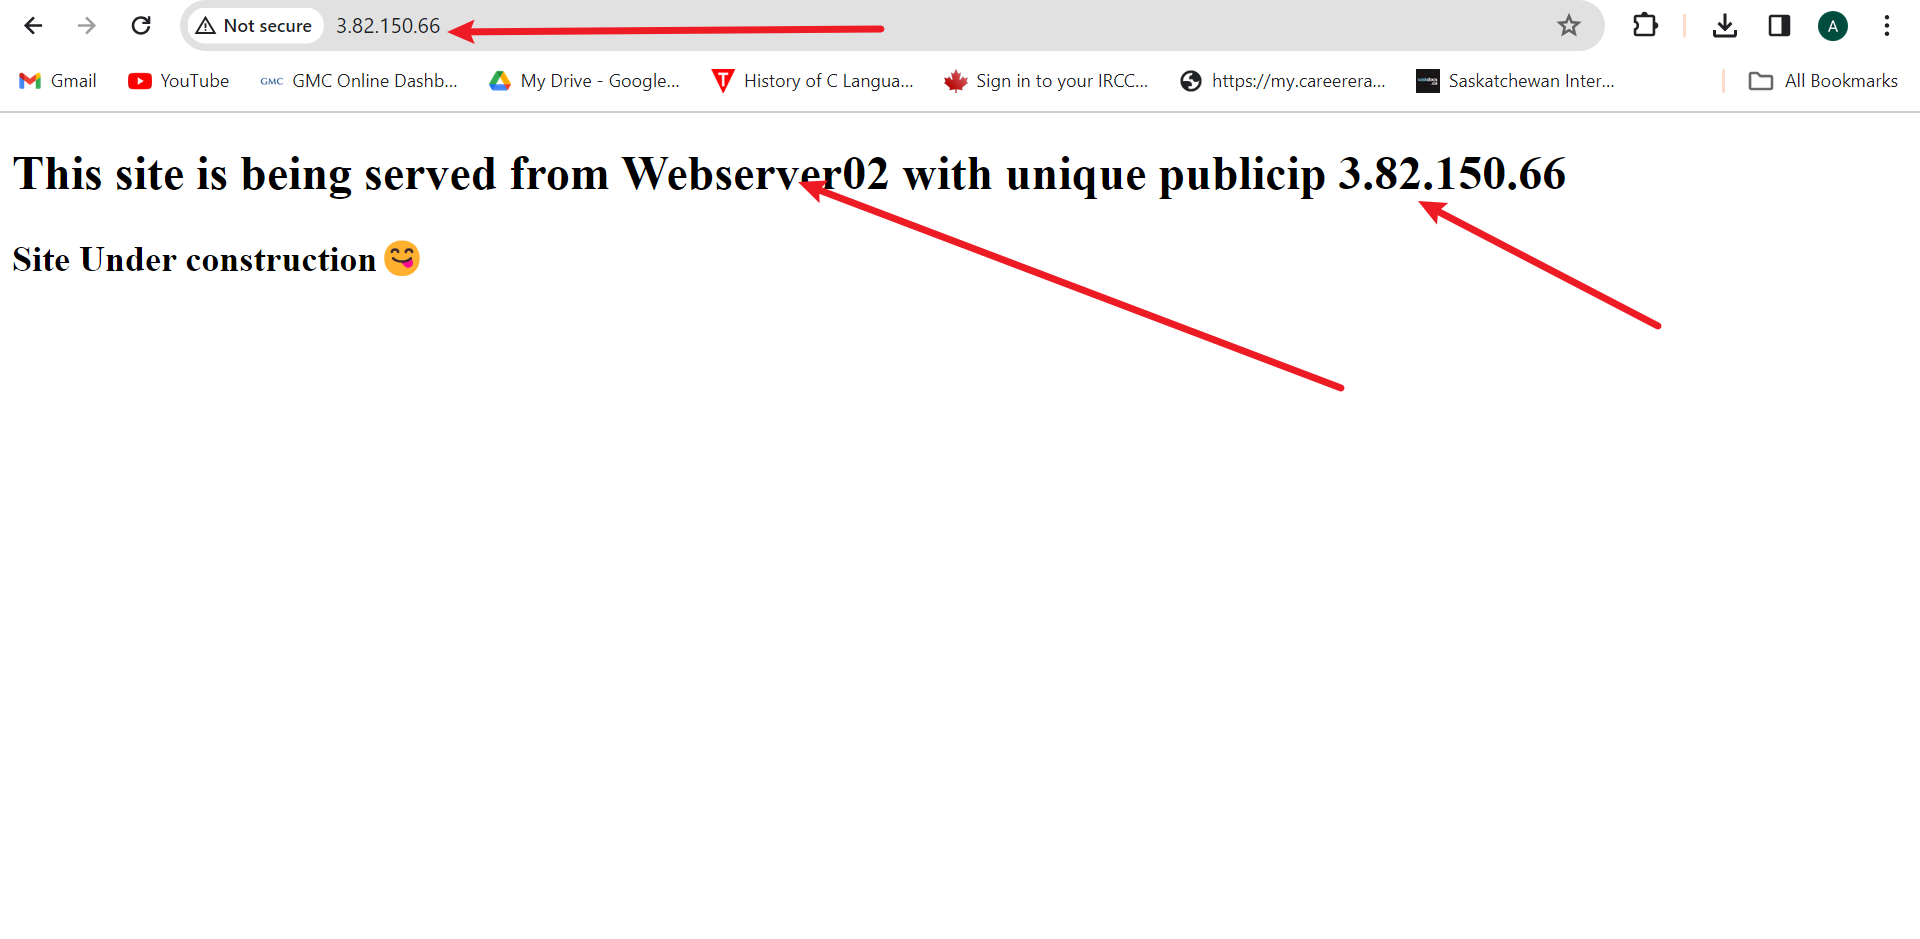 Not secure 3.82.150.66 A
Gmail YouTube GMC GMC Online Dashb... My Drive - Google... T History of C Langua... Sign in to your IRCC... https://my.careerera... Saskatchewan Inter... All Bookmarks
This site is being served from Webserver02 with unique publicip 3.82.150.66
Site Under construction 😋